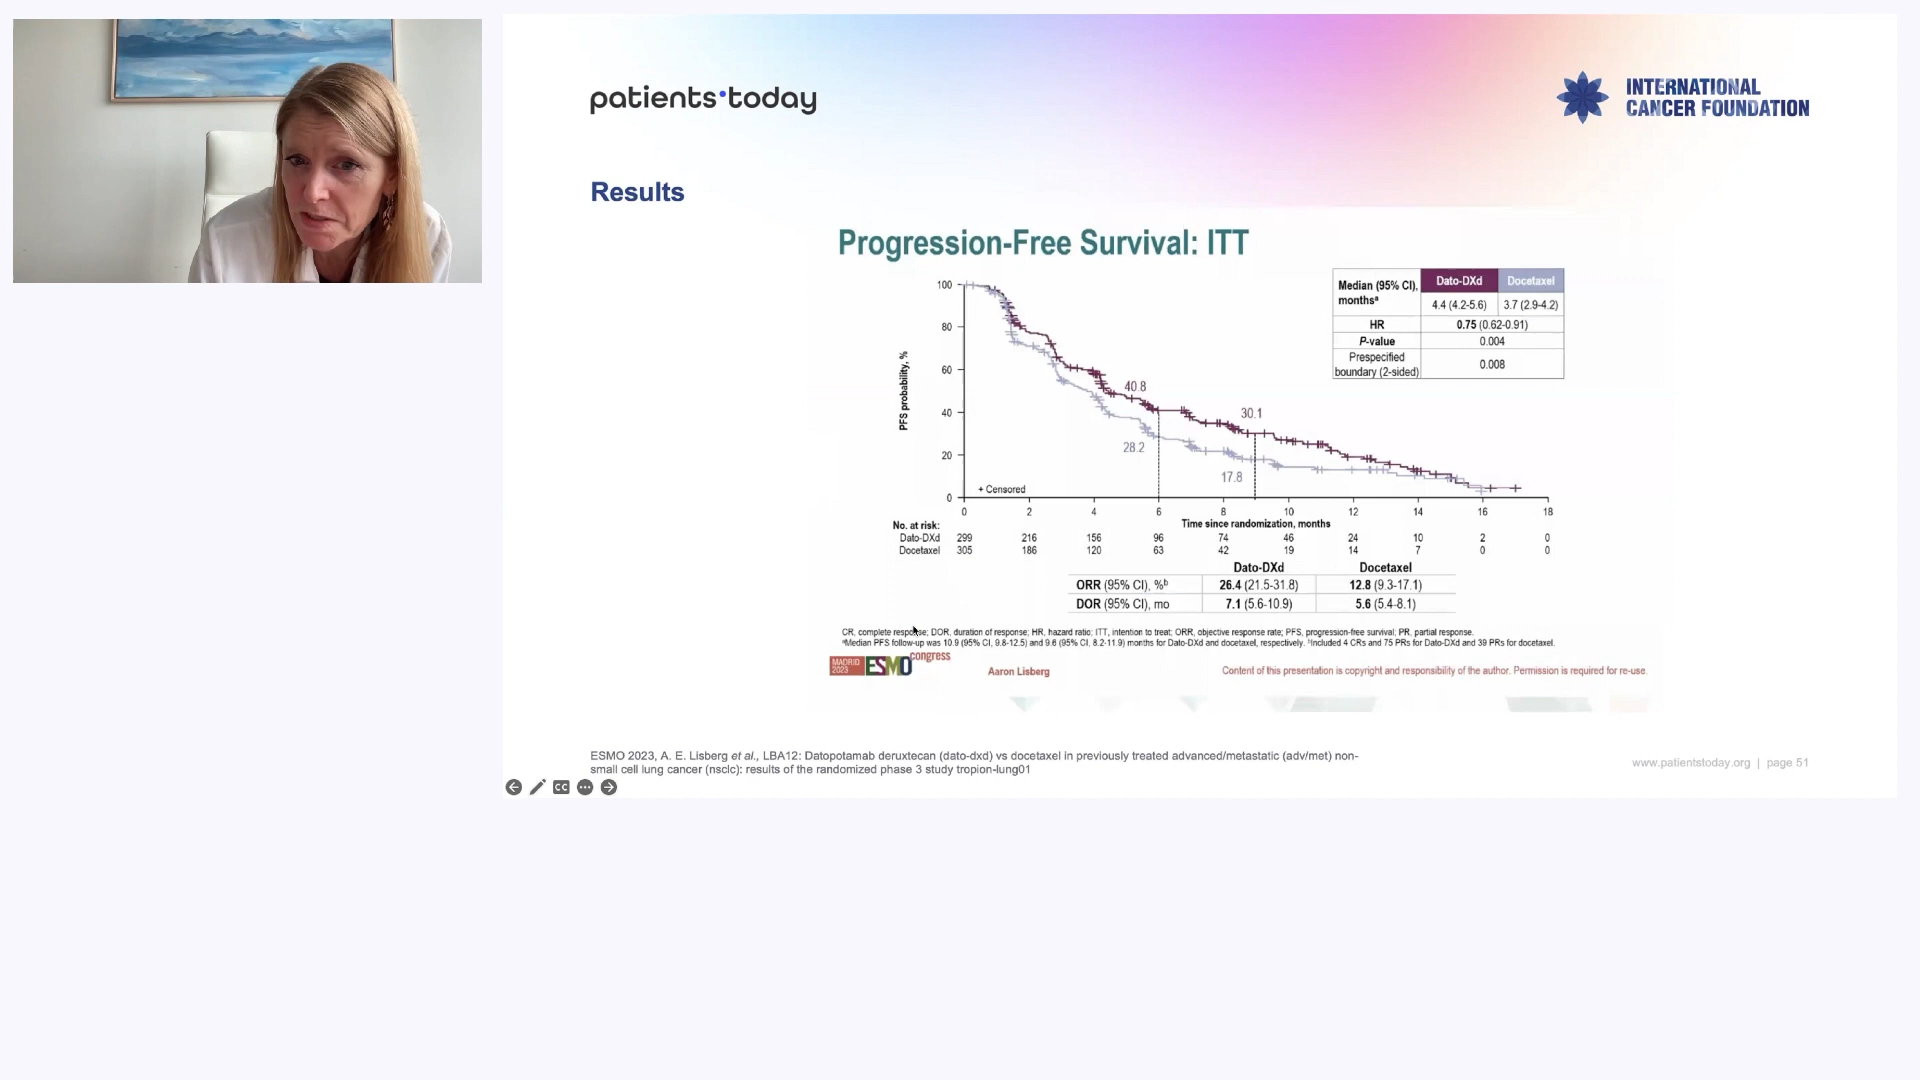 patients•today
INTERNATIONAL
CANCER FOUNDATION
Results
Progression-Free Survival: ITT
Median (95% CI), monthsª Dato-DXd Docetaxel
4.4 (4.2-5.6) 3.7 (2.9-4.2)
HR 0.75 (0.62-0.91)
P-value 0.004
Prespecified boundary (2-sided) 0.008
PFS probability, %
100
80
60
40
20
0
40.8
30.1
28.2
17.8
+ Censored
0 2 4 6 8 10 12 14 16 18
Time since randomization, months
No. at risk:
Dato-DXd 299 216 156 96 74 46 24 10 2 0
Docetaxel 305 186 120 63 42 19 14 7 0 0
Dato-DXd Docetaxel
ORR (95% CI), %ᵇ 26.4 (21.5-31.8) 12.8 (9.3-17.1)
DOR (95% CI), mo 7.1 (5.6-10.9) 5.6 (5.4-8.1)
CR, complete response; DOR, duration of response; HR, hazard ratio; ITT, intention to treat; ORR, objective response rate; PFS, progression-free survival; PR, partial response.
ªMedian PFS follow-up was 10.9 (95% CI, 9.8-12.5) and 9.6 (95% CI, 8.2-11.9) months for Dato-DXd and docetaxel, respectively. ᵇIncluded 4 CRs and 75 PRs for Dato-DXd and 39 PRs for docetaxel.
MADRID 2023 ESMO congress
Aaron Lisberg
Content of this presentation is copyright and responsibility of the author. Permission is required for re-use.
ESMO 2023, A. E. Lisberg et al., LBA12: Datopotamab deruxtecan (dato-dxd) vs docetaxel in previously treated advanced/metastatic (adv/met) non-
small cell lung cancer (nsclc): results of the randomized phase 3 study tropion-lung01
www.patientstoday.org | page 51
CC